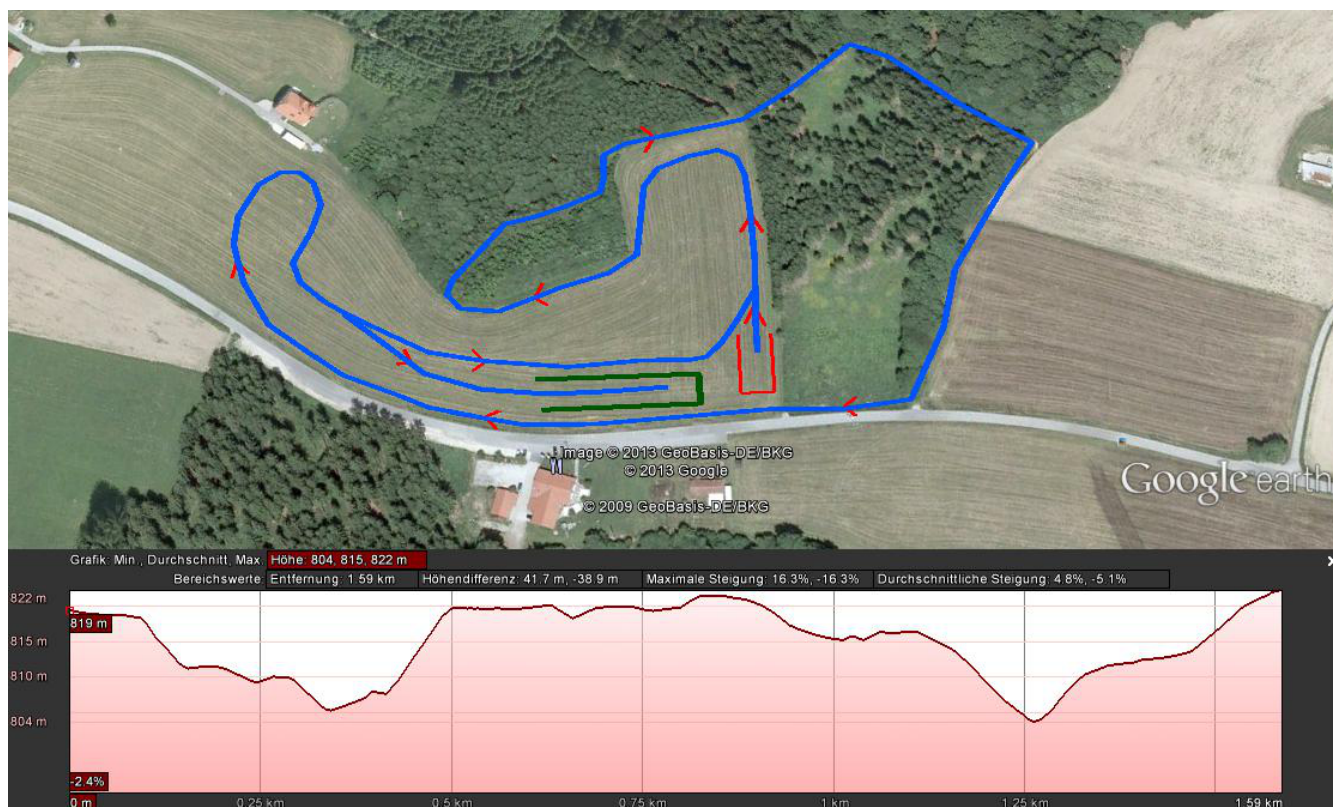 Image © 2013 GeoBasis-DE/BKG
© 2013 Google
© 2009 GeoBasis-DE/BKG
Google earth
Grafik: Min., Durchschnitt, Max. Höhe: 804, 815, 822 m
Bereichswerte: Entfernung: 1.59 km Höhendifferenz: 41.7 m, -38.9 m Maximale Steigung: 16.3%, -16.3% Durchschnittliche Steigung: 4.8%, -5.1%
822 m
819 m
815 m
810 m
804 m
-2.4%
0 m 0.25 km 0.5 km 0.75 km 1 km 1.25 km 1.59 km